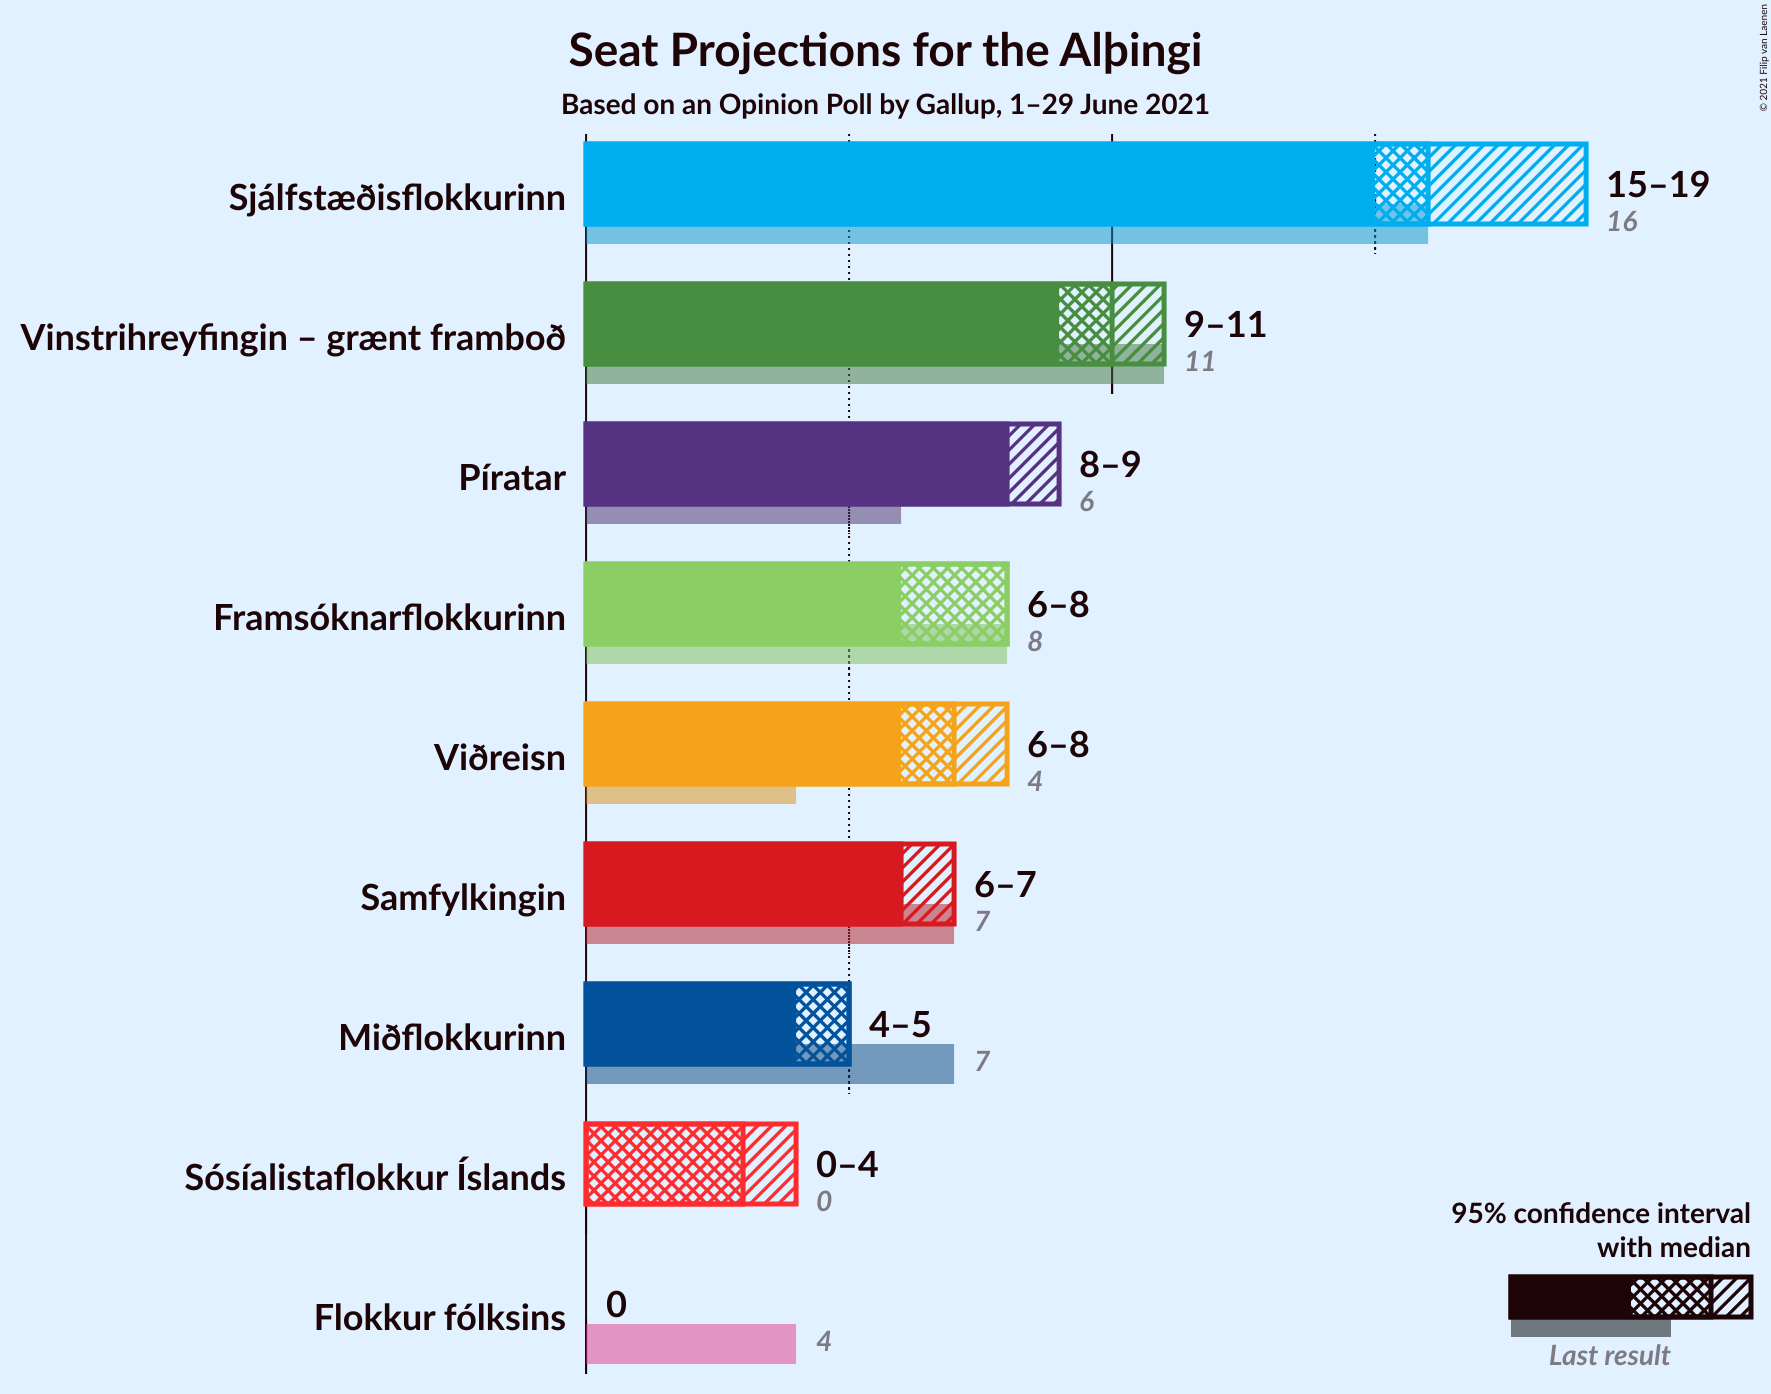 Seat Projections for the Alþingi
Based on an Opinion Poll by Gallup, 1–29 June 2021
© 2021 Filip van Laenen
Sjálfstæðisflokkurinn
15–19
16
Vinstrihreyfingin – grænt framboð
9–11
11
Píratar
8–9
6
Framsóknarflokkurinn
6–8
8
Viðreisn
6–8
4
Samfylkingin
6–7
7
Miðflokkurinn
4–5
7
Sósíalistaflokkur Íslands
0–4
0
Flokkur fólksins
0
4
95% confidence interval
with median
Last result